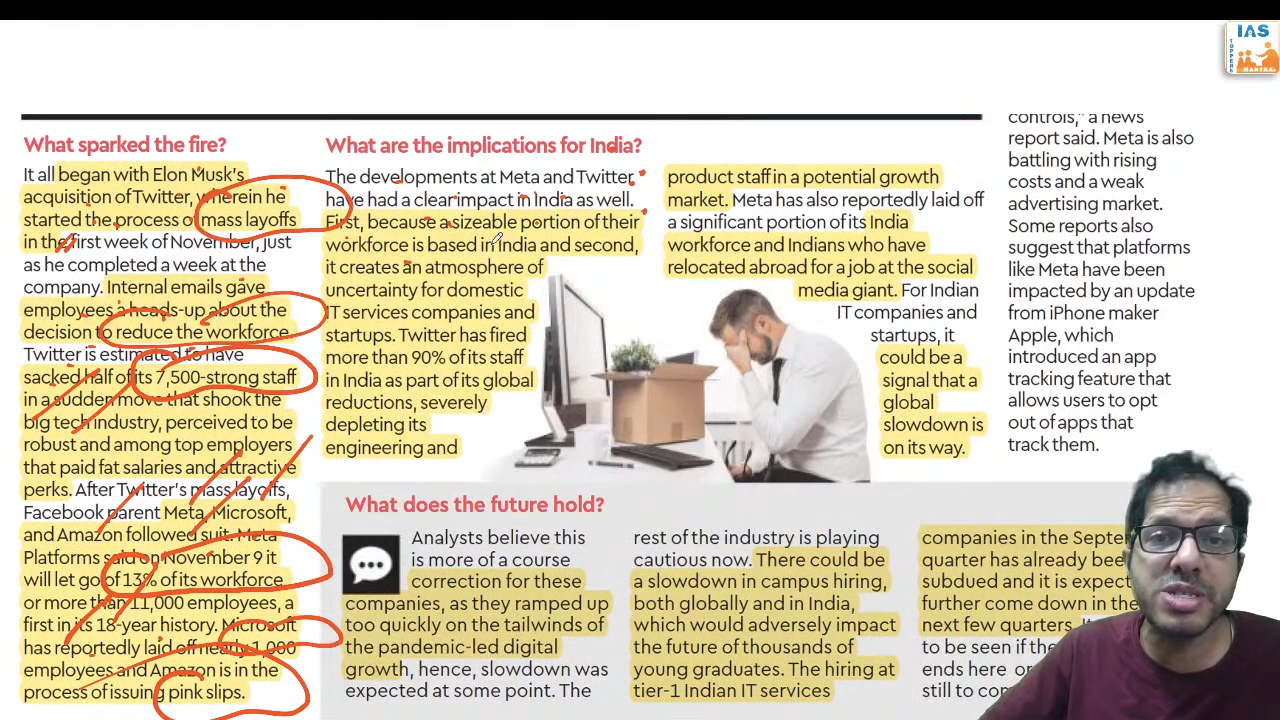 IAS
TOPPERS
MANTRA
What sparked the fire?
It all began with Elon Musk's
acquisition of Twitter, wherein he
started the process of mass layoffs
in the first week of November, just
as he completed a week at the
company. Internal emails gave
employees a heads-up about the
decision to reduce the workforce.
Twitter is estimated to have
sacked half of its 7,500-strong staff
in a sudden move that shook the
big tech industry, perceived to be
robust and among top employers
that paid fat salaries and attractive
perks. After Twitter's mass layoffs,
Facebook parent Meta, Microsoft,
and Amazon followed suit. Meta
Platforms said on November 9 it
will let go of 13% of its workforce,
or more than 11,000 employees, a
first in its 18-year history. Microsoft
has reportedly laid off nearly 1,000
employees and Amazon is in the
process of issuing pink slips.
What are the implications for India?
The developments at Meta and Twitter
have had a clear impact in India as well.
First, because a sizeable portion of their
workforce is based in India and second,
it creates an atmosphere of
uncertainty for domestic
IT services companies and
startups. Twitter has fired
more than 90% of its staff
in India as part of its global
reductions, severely
depleting its
engineering and
product staff in a potential growth
market. Meta has also reportedly laid off
a significant portion of its India
workforce and Indians who have
relocated abroad for a job at the social
media giant. For Indian
IT companies and
startups, it
could be a
signal that a
global
slowdown is
on its way.
controls," a news
report said. Meta is also
battling with rising
costs and a weak
advertising market.
Some reports also
suggest that platforms
like Meta have been
impacted by an update
from iPhone maker
Apple, which
introduced an app
tracking feature that
allows users to opt
out of apps that
track them.
What does the future hold?
Analysts believe this
is more of a course
correction for these
companies, as they ramped up
too quickly on the tailwinds of
the pandemic-led digital
growth, hence, slowdown was
expected at some point. The
rest of the industry is playing
cautious now. There could be
a slowdown in campus hiring,
both globally and in India,
which would adversely impact
the future of thousands of
young graduates. The hiring at
tier-1 Indian IT services
companies in the Septe
quarter has already bee
subdued and it is expect
further come down in the
next few quarters. It
to be seen if the
ends here or
still to co